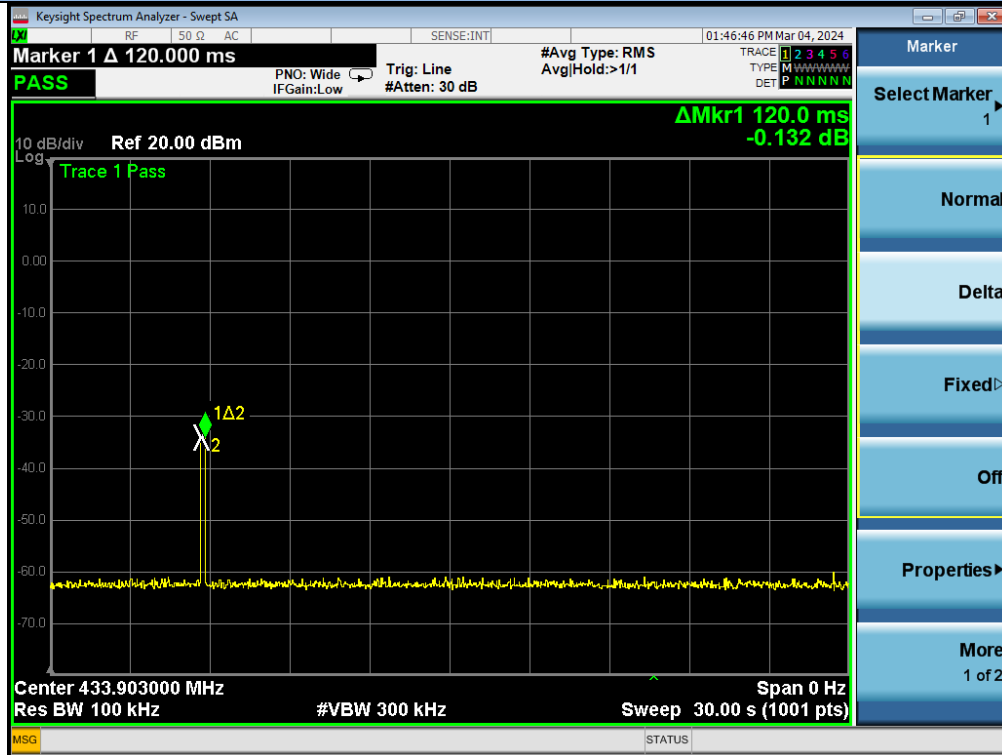 Keysight Spectrum Analyzer - Swept SA
LXI RF 50 Ω AC SENSE:INT 01:46:46 PM Mar 04, 2024
Marker 1 Δ 120.000 ms
PASS
PNO: Wide
IFGain:Low
Trig: Line
#Atten: 30 dB
#Avg Type: RMS
Avg|Hold:>1/1
TRACE 1 2 3 4 5 6
TYPE M WWWWW
DET P N N N N N
ΔMkr1 120.0 ms
-0.132 dB
10 dB/div Ref 20.00 dBm
Log
Trace 1 Pass
10.0
0.00
-10.0
-20.0
-30.0
-40.0
-50.0
-60.0
-70.0
1Δ2
2
Center 433.903000 MHz Span 0 Hz
Res BW 100 kHz #VBW 300 kHz Sweep 30.00 s (1001 pts)
MSG STATUS
Marker
Select Marker
1
Normal
Delta
Fixed
Off
Properties
More
1 of 2